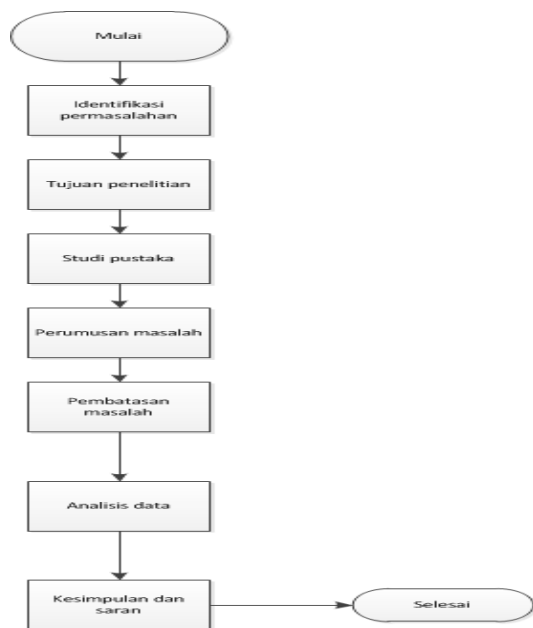 Mulai
Identifikasi
permasalahan
Tujuan penelitian
Studi pustaka
Perumusan masalah
Pembatasan
masalah
Analisis data
Kesimpulan dan
saran
Selesai